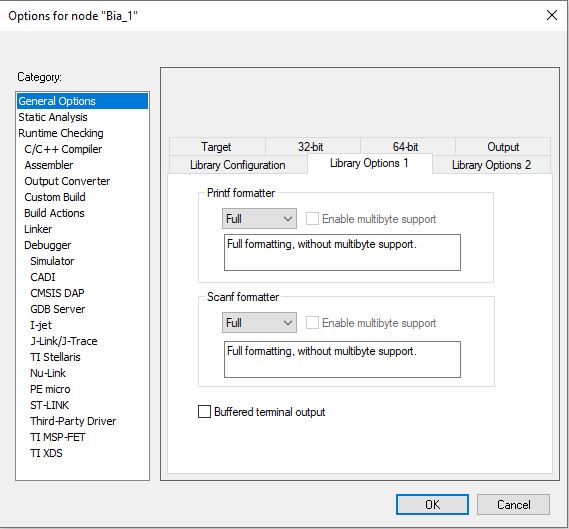 Options for node "Bia_1"
Category:
General Options
Static Analysis
Runtime Checking
C/C++ Compiler
Assembler
Output Converter
Custom Build
Build Actions
Linker
Debugger
Simulator
CADI
CMSIS DAP
GDB Server
I-jet
J-Link/J-Trace
TI Stellaris
Nu-Link
PE micro
ST-LINK
Third-Party Driver
TI MSP-FET
TI XDS
Target 32-bit 64-bit Output
Library Configuration Library Options 1 Library Options 2
Printf formatter
Full Enable multibyte support
Full formatting, without multibyte support.
Scanf formatter
Full Enable multibyte support
Full formatting, without multibyte support.
Buffered terminal output
OK Cancel